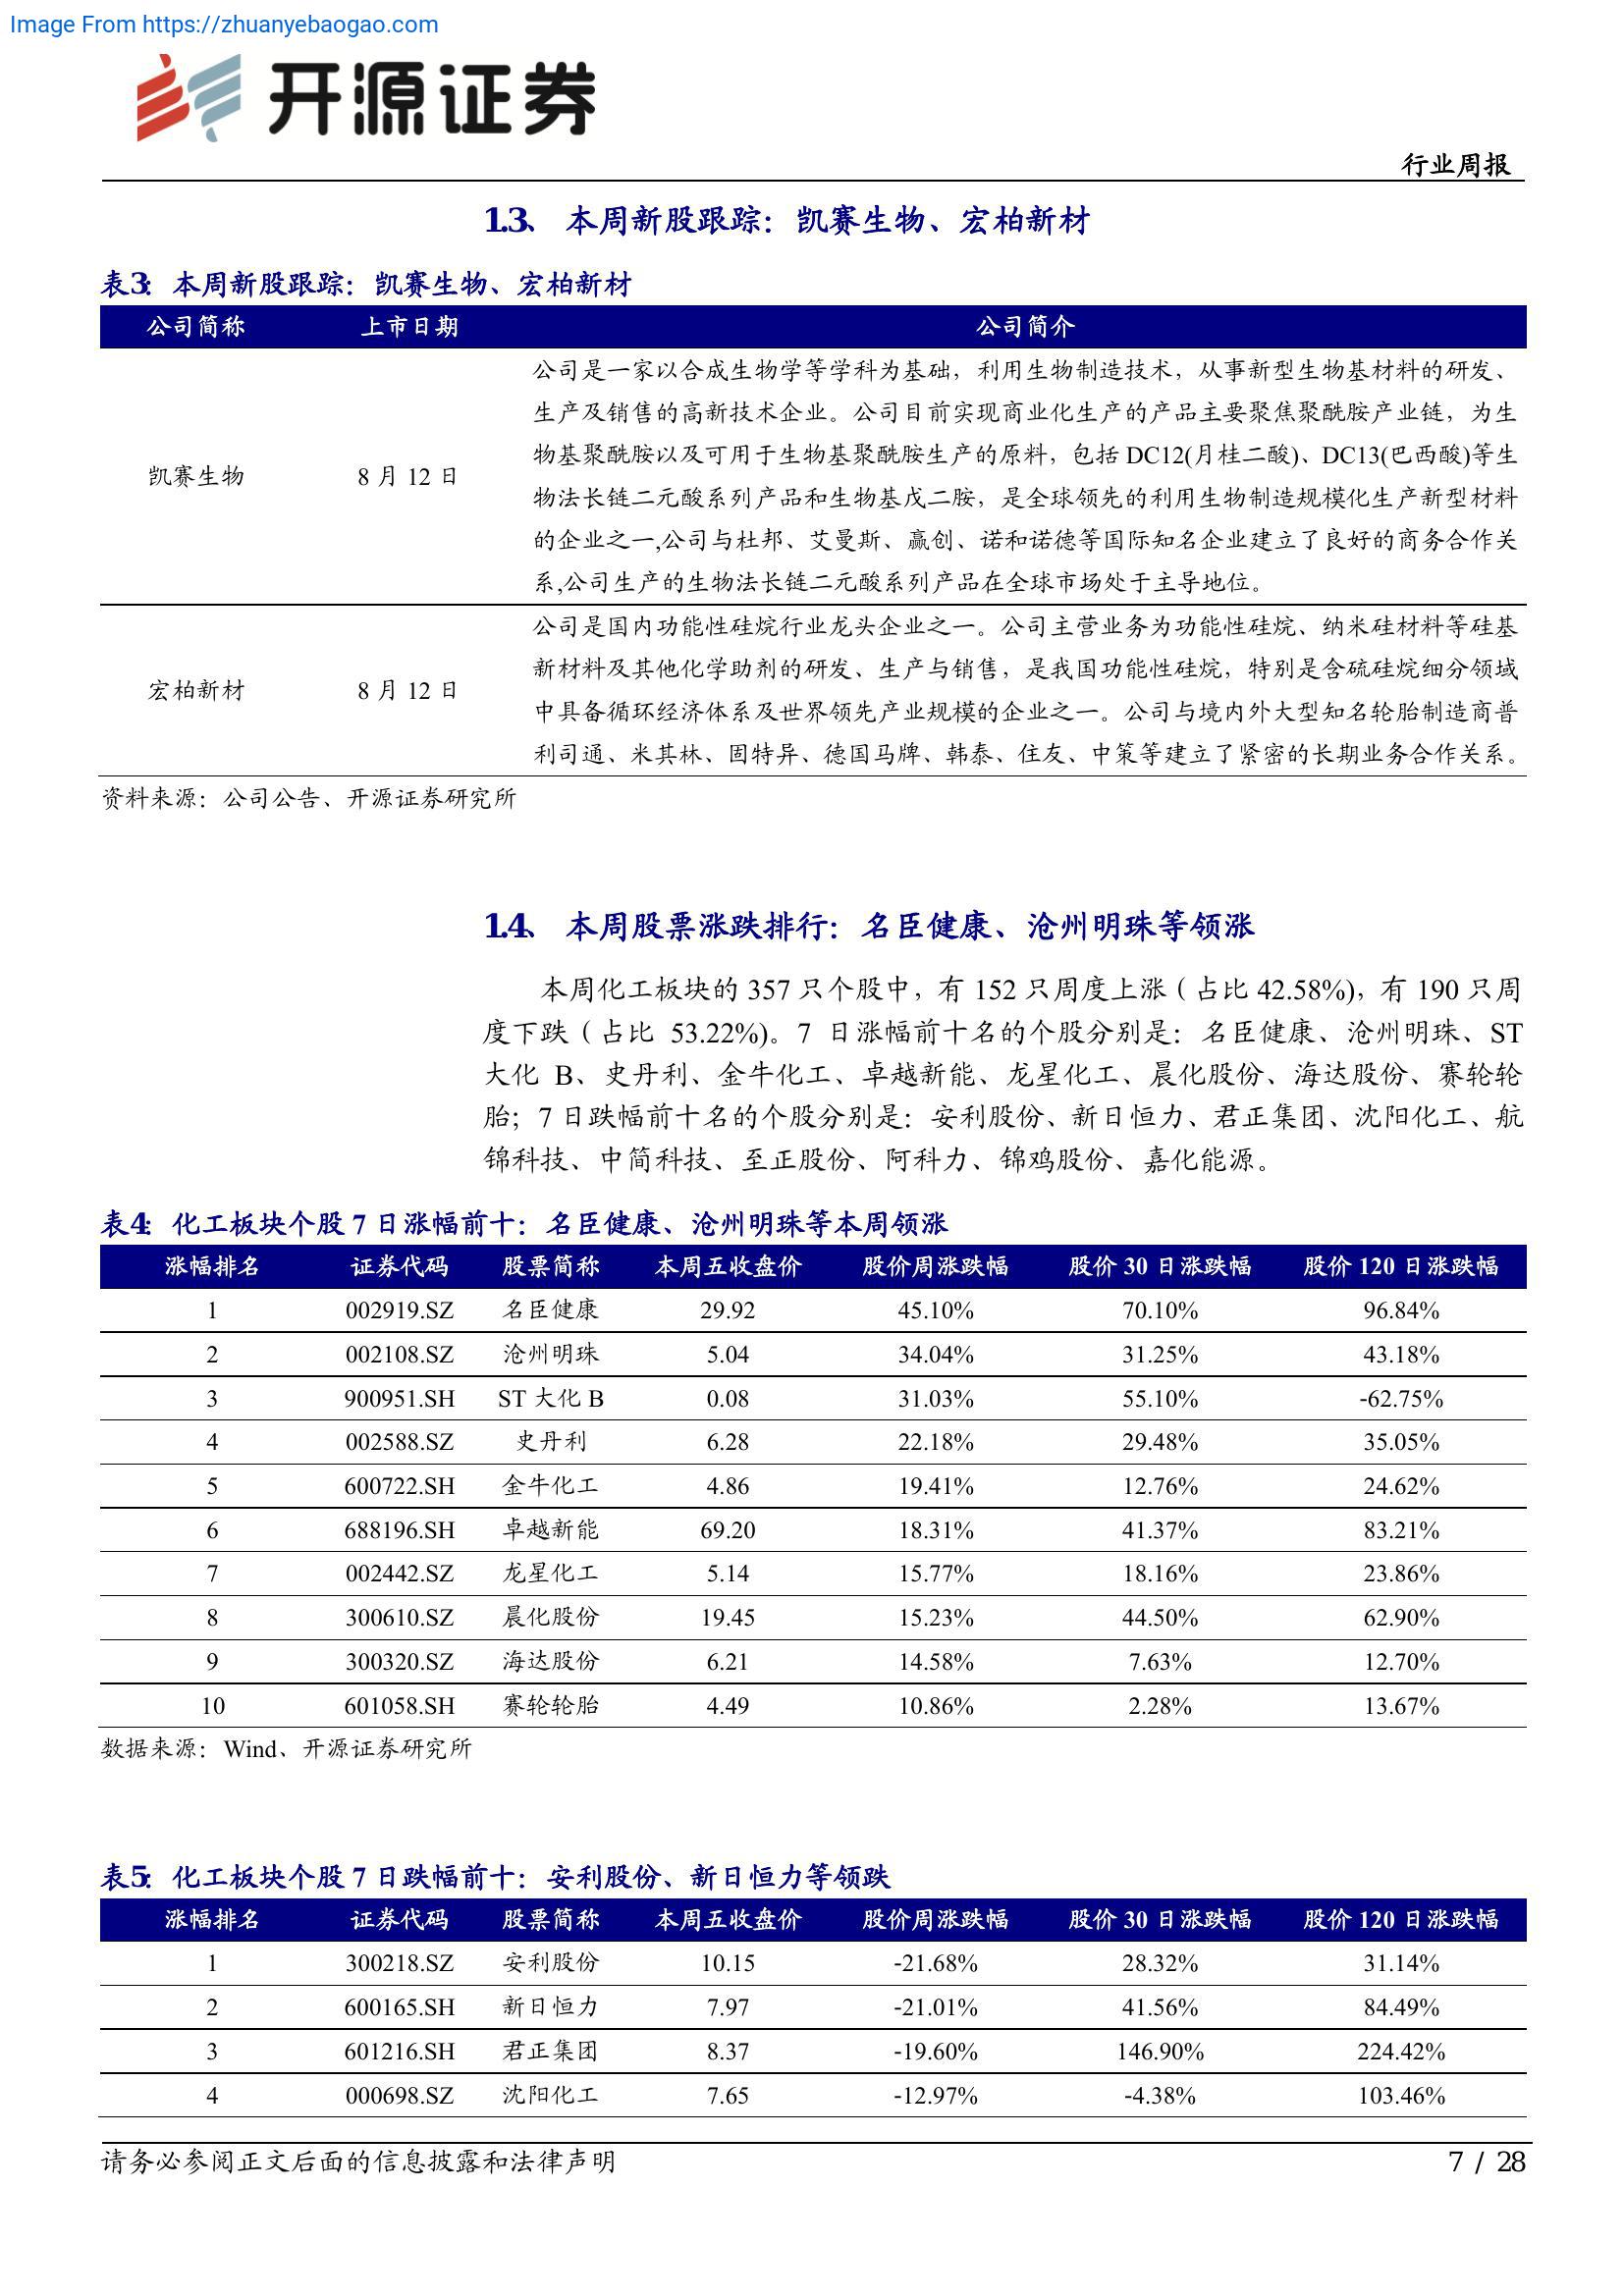 Image From https://zhuanyebaogao.com
开源证券
行业周报
1.3、 本周新股跟踪：凯赛生物、宏柏新材
表3： 本周新股跟踪：凯赛生物、宏柏新材
公司简称 上市日期 公司简介
公司是一家以合成生物学等学科为基础，利用生物制造技术，从事新型生物基材料的研发、
生产及销售的高新技术企业。公司目前实现商业化生产的产品主要聚焦聚酰胺产业链，为生
物基聚酰胺以及可用于生物基聚酰胺生产的原料，包括 DC12(月桂二酸)、DC13(巴西酸)等生
凯赛生物 8 月 12 日
物法长链二元酸系列产品和生物基戊二胺，是全球领先的利用生物制造规模化生产新型材料
的企业之一,公司与杜邦、艾曼斯、赢创、诺和诺德等国际知名企业建立了良好的商务合作关
系,公司生产的生物法长链二元酸系列产品在全球市场处于主导地位。
公司是国内功能性硅烷行业龙头企业之一。公司主营业务为功能性硅烷、纳米硅材料等硅基
新材料及其他化学助剂的研发、生产与销售，是我国功能性硅烷，特别是含硫硅烷细分领域
宏柏新材 8 月 12 日
中具备循环经济体系及世界领先产业规模的企业之一。公司与境内外大型知名轮胎制造商普
利司通、米其林、固特异、德国马牌、韩泰、住友、中策等建立了紧密的长期业务合作关系。
资料来源：公司公告、开源证券研究所
1.4、 本周股票涨跌排行：名臣健康、沧州明珠等领涨
本周化工板块的 357 只个股中，有 152 只周度上涨（占比 42.58%)，有 190 只周
度下跌（占比 53.22%)。7 日涨幅前十名的个股分别是：名臣健康、沧州明珠、ST
大化 B、史丹利、金牛化工、卓越新能、龙星化工、晨化股份、海达股份、赛轮轮
胎；7 日跌幅前十名的个股分别是：安利股份、新日恒力、君正集团、沈阳化工、航
锦科技、中简科技、至正股份、阿科力、锦鸡股份、嘉化能源。
表4： 化工板块个股 7 日涨幅前十：名臣健康、沧州明珠等本周领涨
涨幅排名 证券代码 股票简称 本周五收盘价 股价周涨跌幅 股价 30 日涨跌幅 股价 120 日涨跌幅
1 002919.SZ 名臣健康 29.92 45.10% 70.10% 96.84%
2 002108.SZ 沧州明珠 5.04 34.04% 31.25% 43.18%
3 900951.SH ST 大化 B 0.08 31.03% 55.10% -62.75%
4 002588.SZ 史丹利 6.28 22.18% 29.48% 35.05%
5 600722.SH 金牛化工 4.86 19.41% 12.76% 24.62%
6 688196.SH 卓越新能 69.20 18.31% 41.37% 83.21%
7 002442.SZ 龙星化工 5.14 15.77% 18.16% 23.86%
8 300610.SZ 晨化股份 19.45 15.23% 44.50% 62.90%
9 300320.SZ 海达股份 6.21 14.58% 7.63% 12.70%
10 601058.SH 赛轮轮胎 4.49 10.86% 2.28% 13.67%
数据来源：Wind、开源证券研究所
表5： 化工板块个股 7 日跌幅前十：安利股份、新日恒力等领跌
涨幅排名 证券代码 股票简称 本周五收盘价 股价周涨跌幅 股价 30 日涨跌幅 股价 120 日涨跌幅
1 300218.SZ 安利股份 10.15 -21.68% 28.32% 31.14%
2 600165.SH 新日恒力 7.97 -21.01% 41.56% 84.49%
3 601216.SH 君正集团 8.37 -19.60% 146.90% 224.42%
4 000698.SZ 沈阳化工 7.65 -12.97% -4.38% 103.46%
请务必参阅正文后面的信息披露和法律声明 7 / 28